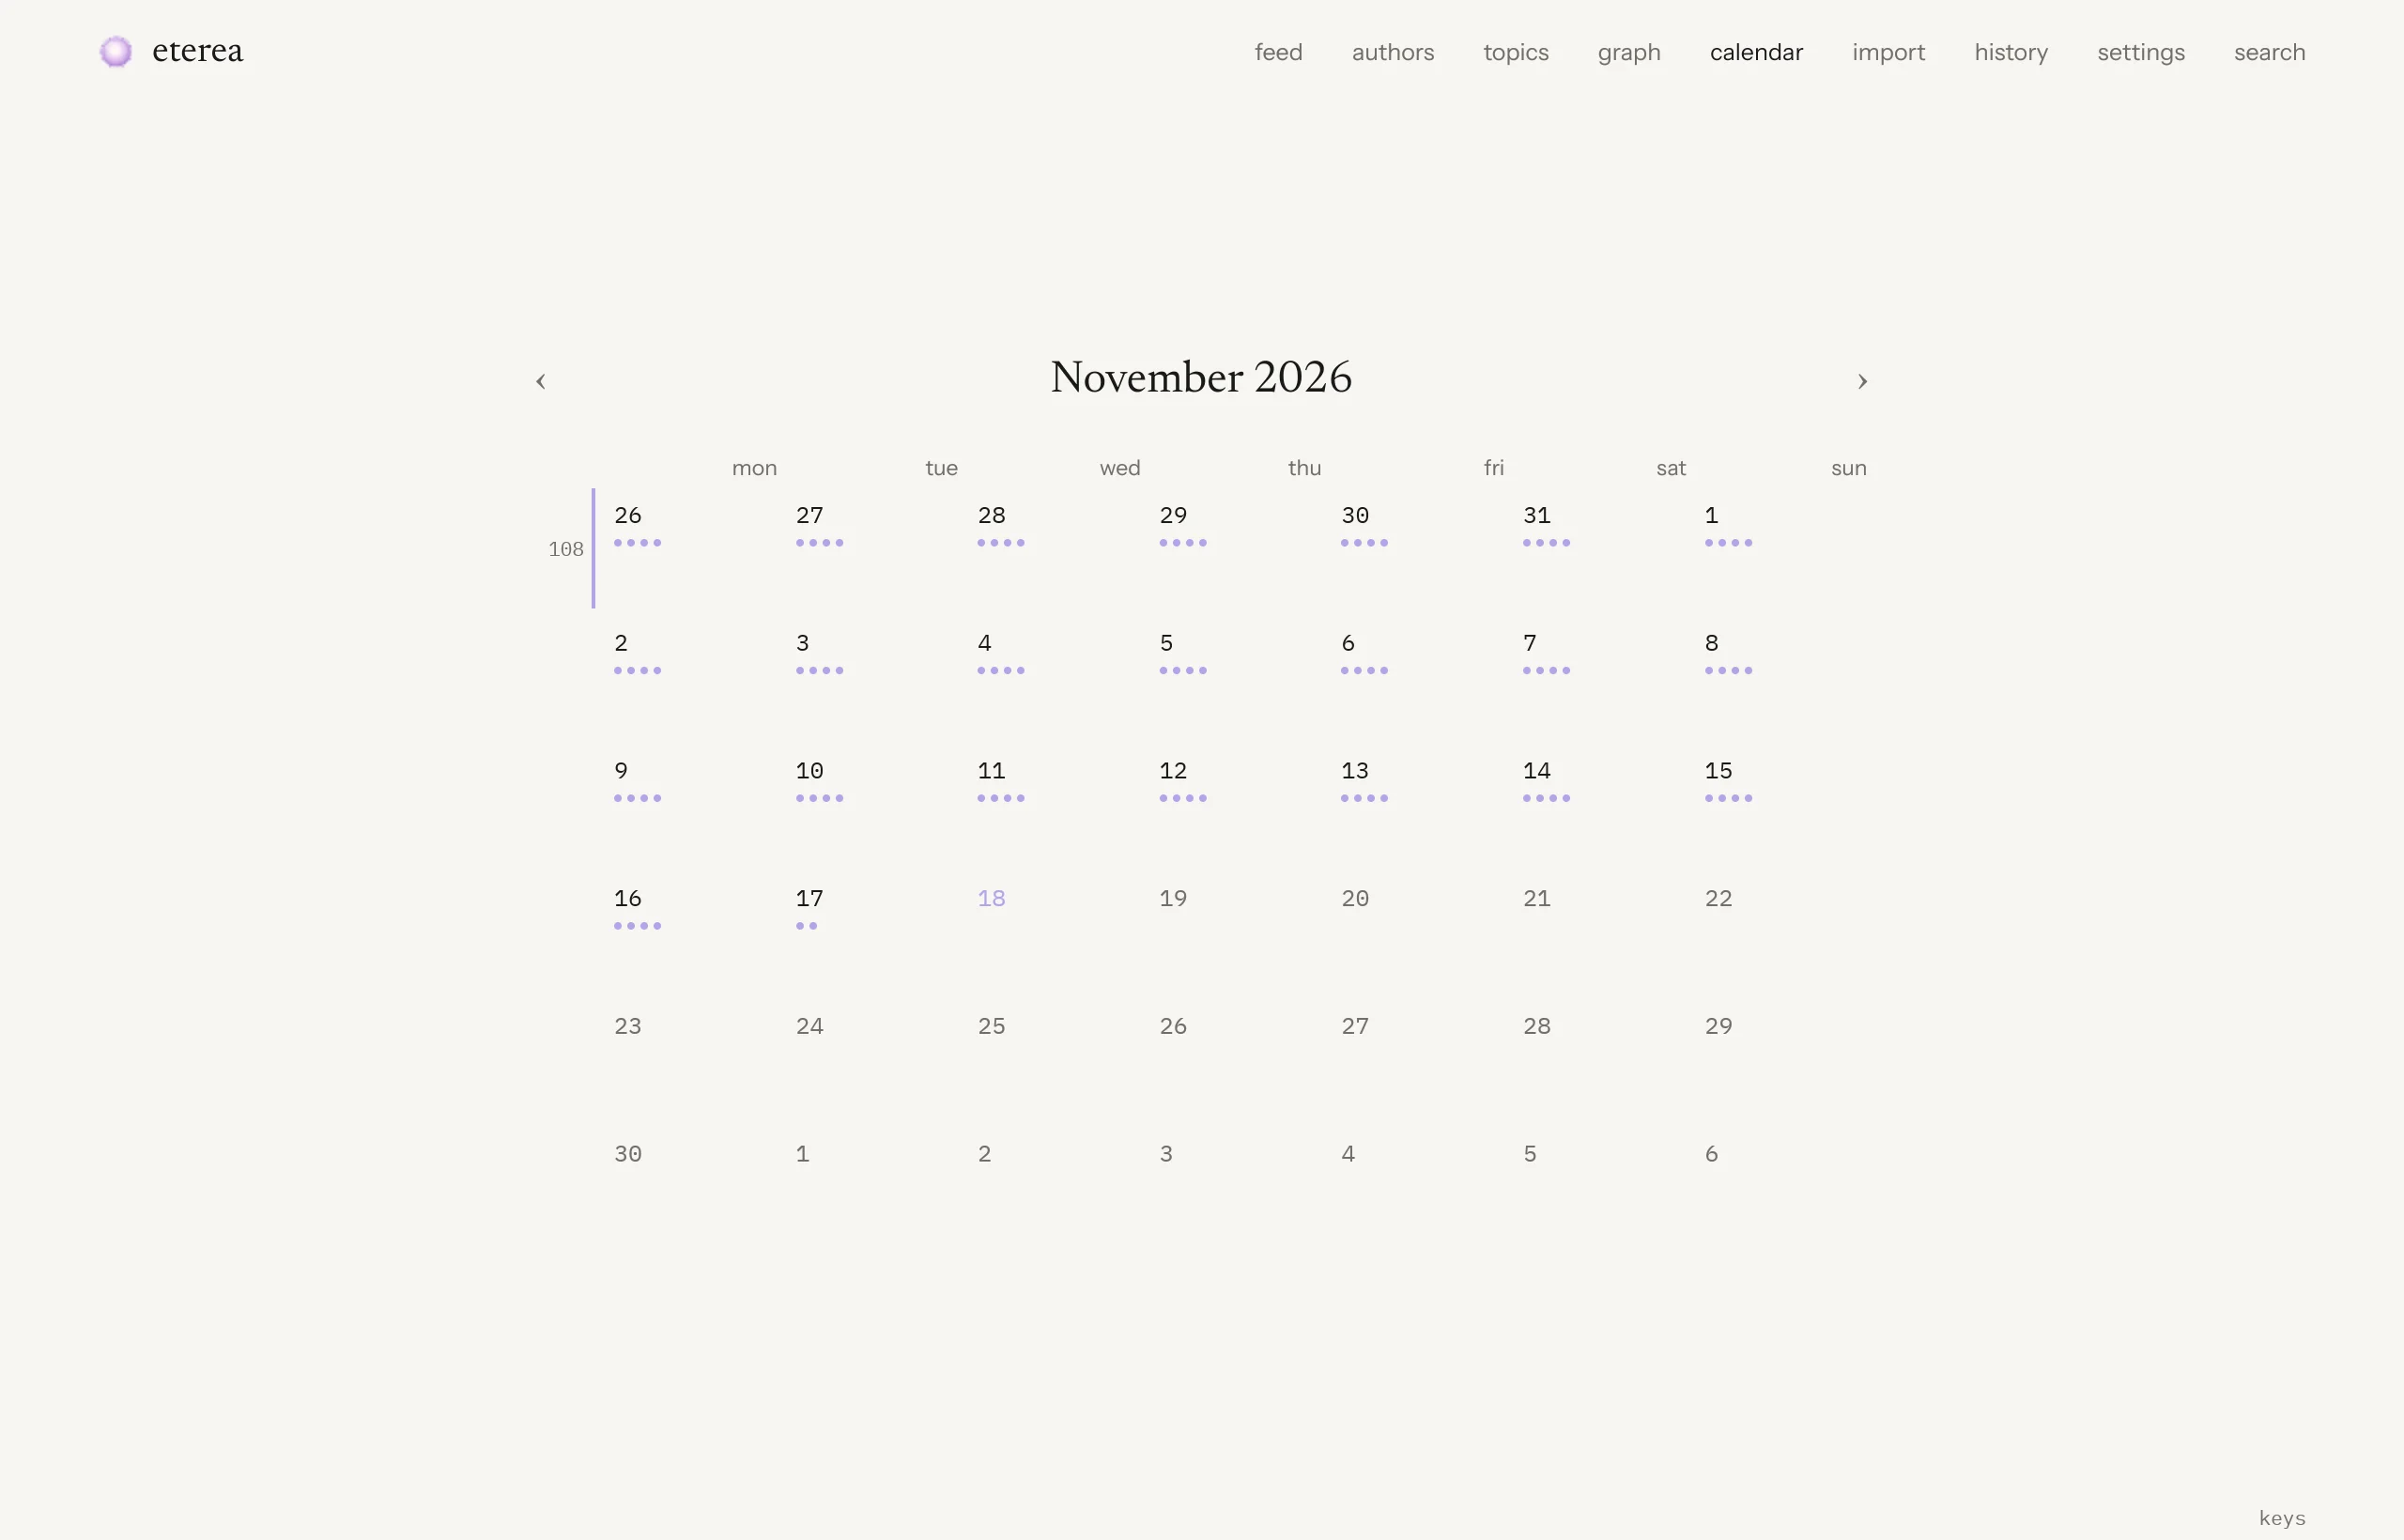 eterea feed authors topics graph calendar import history settings search
‹ November 2026 ›
mon tue wed thu fri sat sun
26 27 28 29 30 31 1
108
2 3 4 5 6 7 8
9 10 11 12 13 14 15
16 17 18 19 20 21 22
23 24 25 26 27 28 29
30 1 2 3 4 5 6
keys